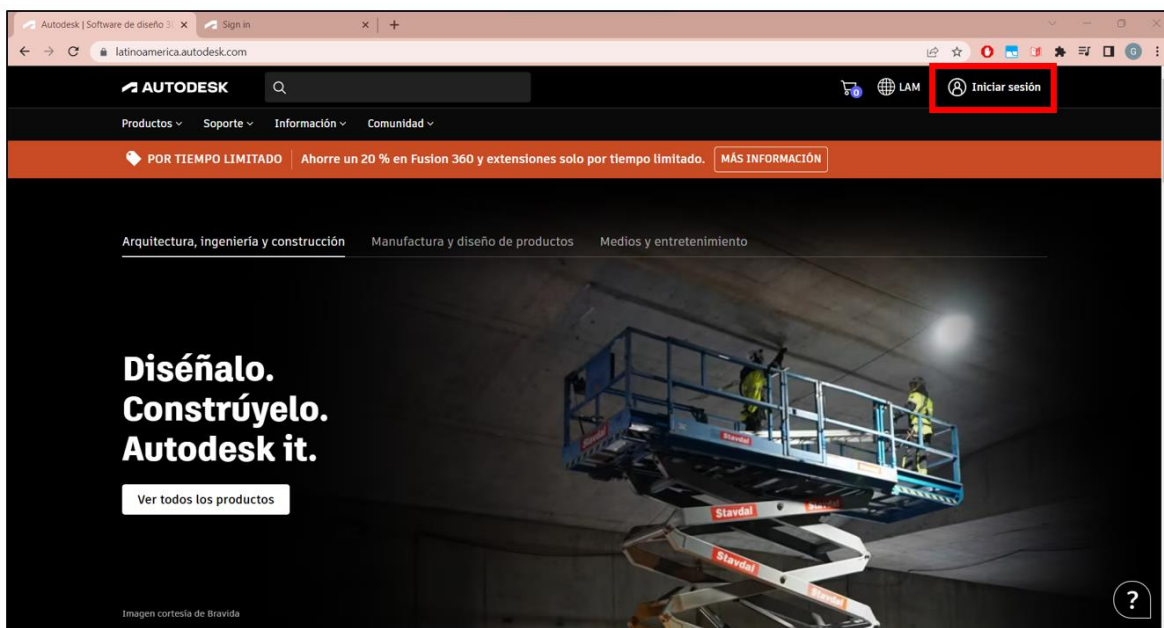 Autodesk | Software de diseño 3
Sign in
latinoamerica.autodesk.com
G
AUTODESK
0
LAM
Iniciar sesión
Productos
Soporte
Información
Comunidad
POR TIEMPO LIMITADO
Ahorre un 20 % en Fusion 360 y extensiones solo por tiempo limitado.
MÁS INFORMACIÓN
Arquitectura, ingeniería y construcción
Manufactura y diseño de productos
Medios y entretenimiento
Diséñalo.
Constrúyelo.
Autodesk it.
Ver todos los productos
Stavdal
Stavdal
Stavdal
Imagen cortesía de Bravida
?